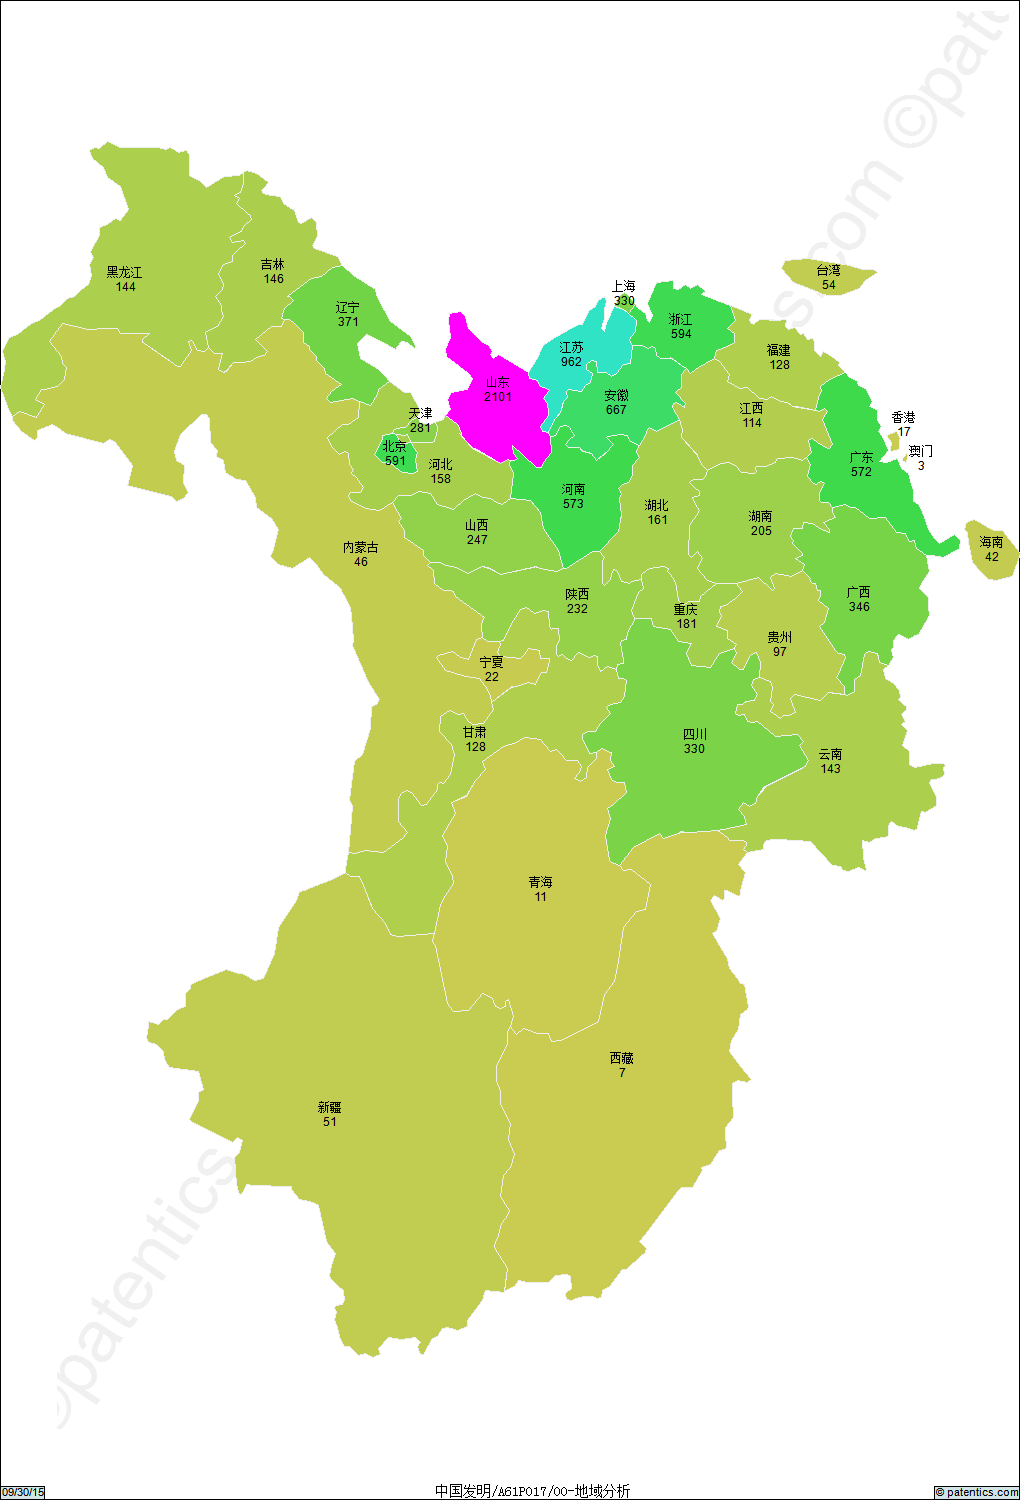 ©patentics.com ©patentics.com
黑龙江
144
吉林
146
辽宁
371
台湾
54
上海
330
浙江
594
江苏
962
福建
128
山东
2101
安徽
667
江西
114
天津
281
香港
17
北京
591
河北
158
澳门
3
广东
572
河南
573
湖北
161
湖南
205
山西
247
内蒙古
46
海南
42
陕西
232
重庆
181
广西
346
贵州
97
宁夏
22
甘肃
128
四川
330
云南
143
青海
11
西藏
7
新疆
51
09/30/15
中国发明/A61P017/00-地域分析
© patentics.com